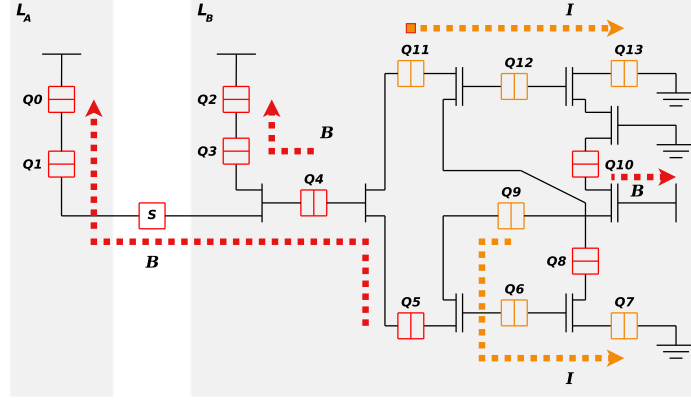 L_A L_B I
Q11 Q12 Q13
Q0 Q2
B
Q3
Q1 Q4 Q10
B
S Q9
B Q8
Q5 Q6 Q7
I